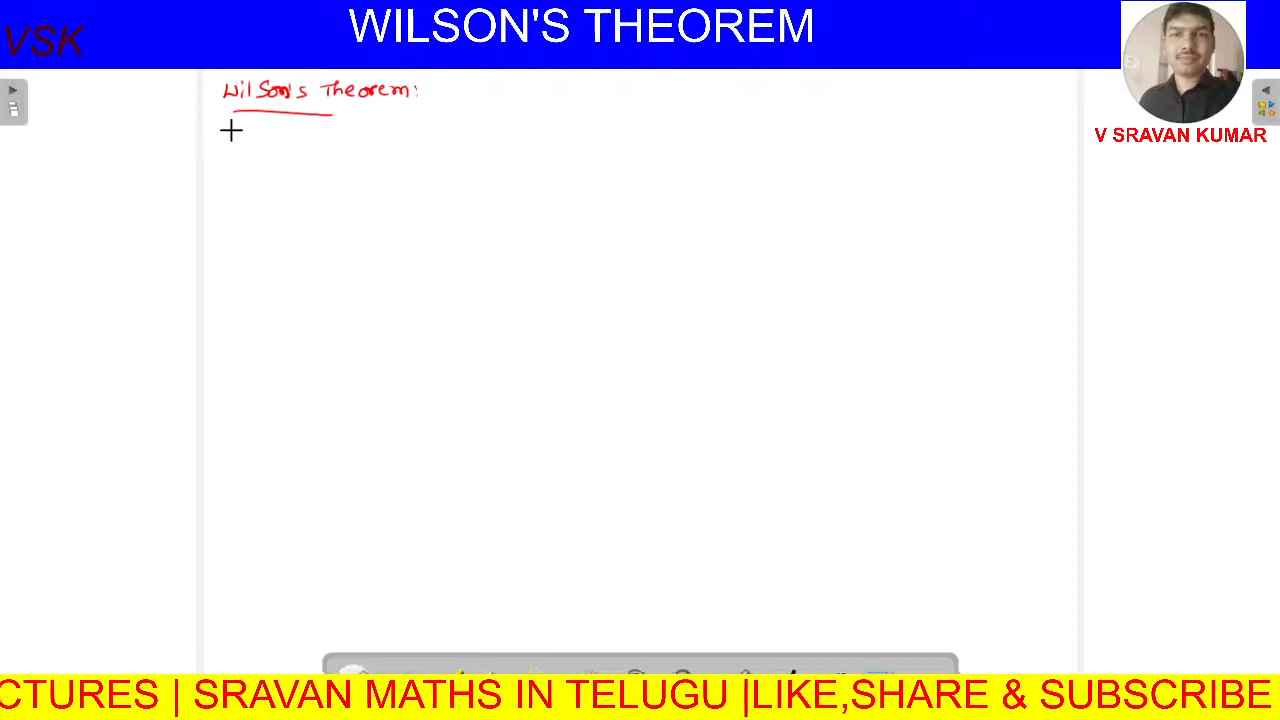 WILSON'S THEOREM
VSK
Wilson's Theorem:
V SRAVAN KUMAR
CTURES | SRAVAN MATHS IN TELUGU |LIKE,SHARE & SUBSCRIBE